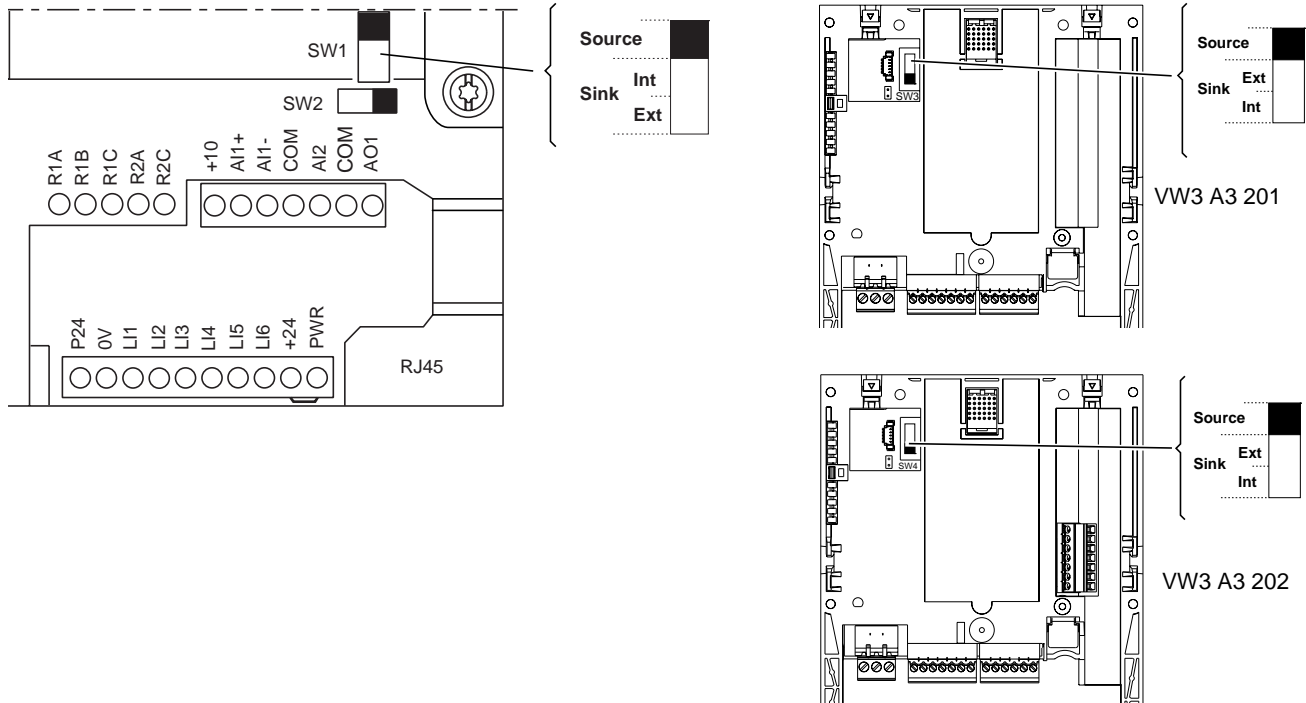 SW1
SW2
Source
Sink
Int
Ext
R1A
R1B
R1C
R2A
R2C
+10
AI1+
AI1-
COM
AI2
COM
AO1
P24
0V
LI1
LI2
LI3
LI4
LI5
LI6
+24
PWR
RJ45
SW3
Source
Sink
Ext
Int
VW3 A3 201
SW4
Source
Sink
Ext
Int
VW3 A3 202